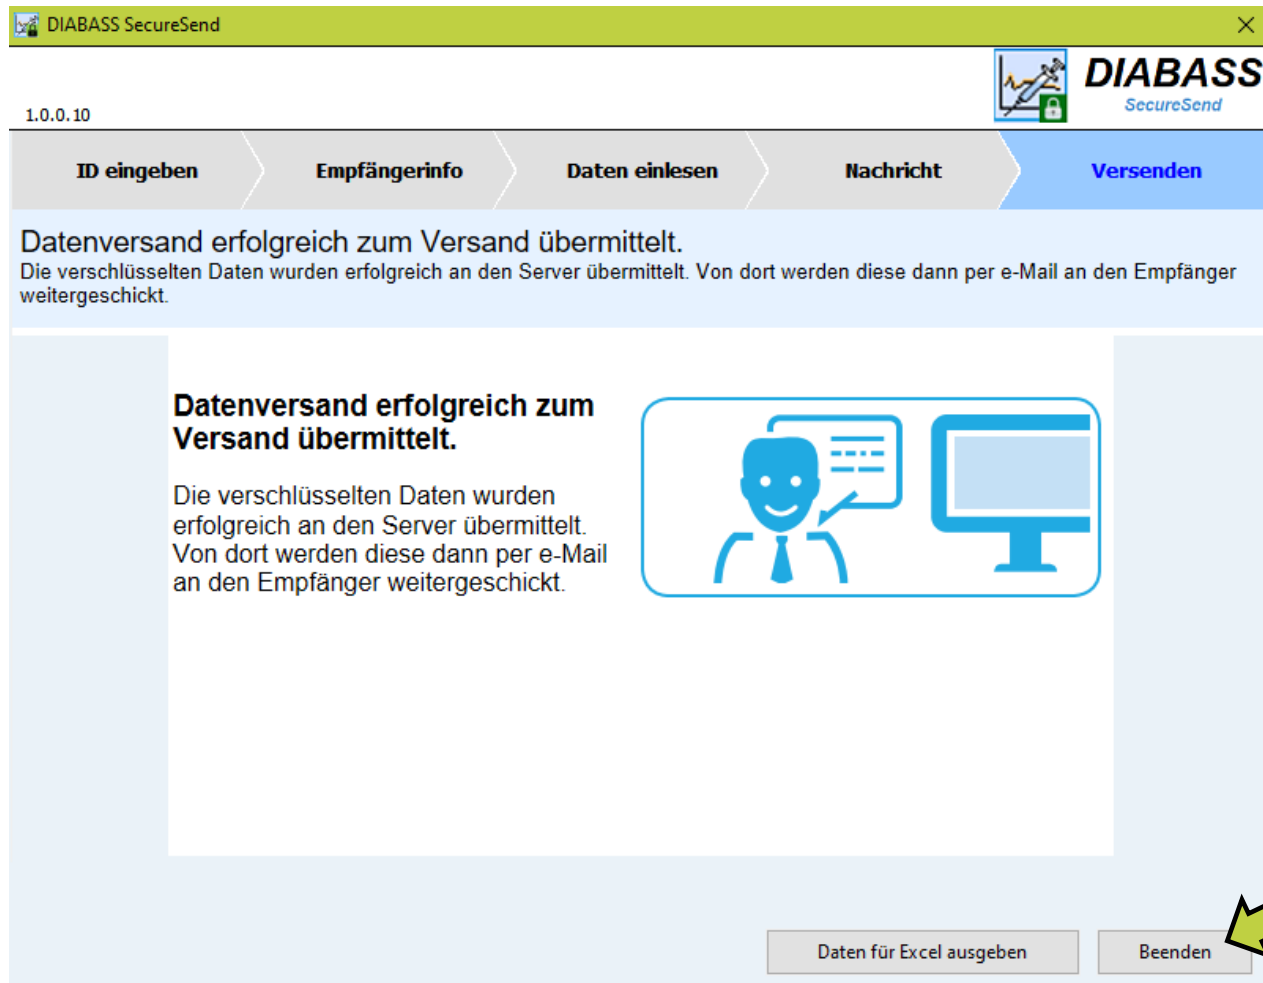 DIABASS SecureSend
1.0.0.10
DIABASS
SecureSend
ID eingeben
Empfängerinfo
Daten einlesen
Nachricht
Versenden
Datenversand erfolgreich zum Versand übermittelt.
Die verschlüsselten Daten wurden erfolgreich an den Server übermittelt. Von dort werden diese dann per e-Mail an den Empfänger
weitergeschickt.
Datenversand erfolgreich zum
Versand übermittelt.
Die verschlüsselten Daten wurden
erfolgreich an den Server übermittelt.
Von dort werden diese dann per e-Mail
an den Empfänger weitergeschickt.
Daten für Excel ausgeben
Beenden